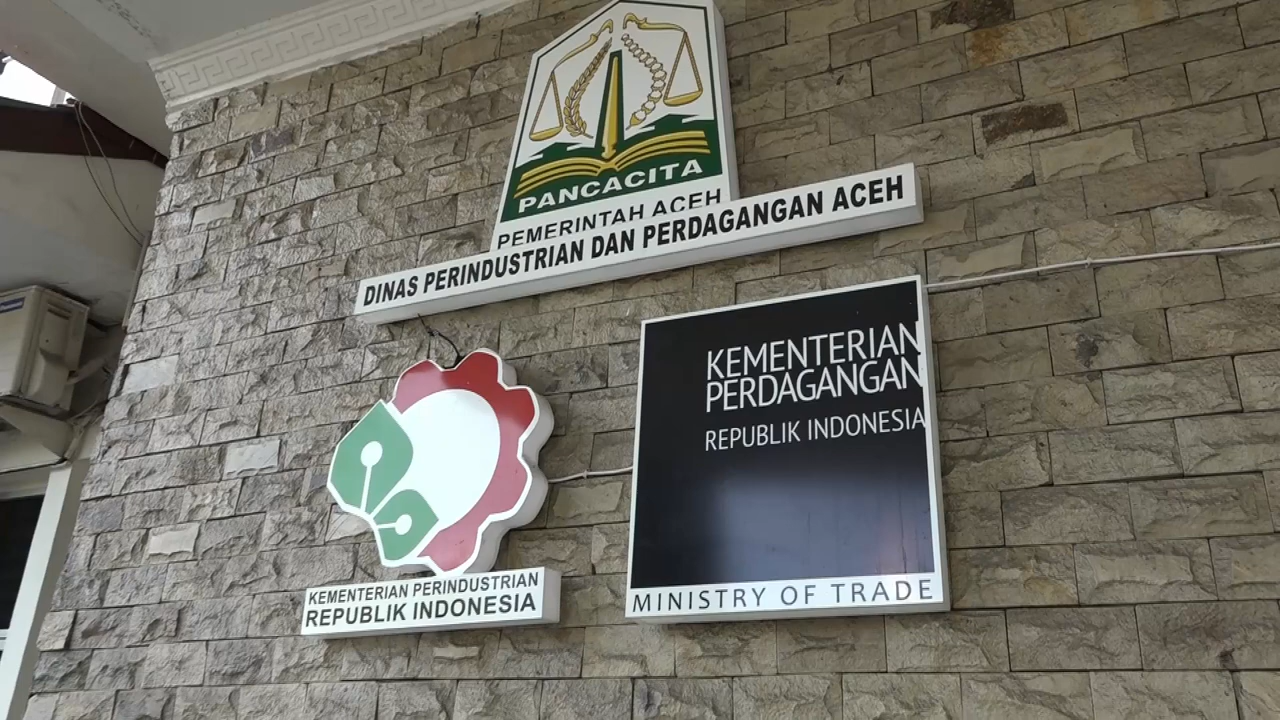 PANCACITA
PEMERINTAH ACEH
DINAS PERINDUSTRIAN DAN PERDAGANGAN ACEH
KEMENTERIAN
PERDAGANGAN
REPUBLIK INDONESIA
MINISTRY OF TRADE
KEMENTERIAN PERINDUSTRIAN
REPUBLIK INDONESIA